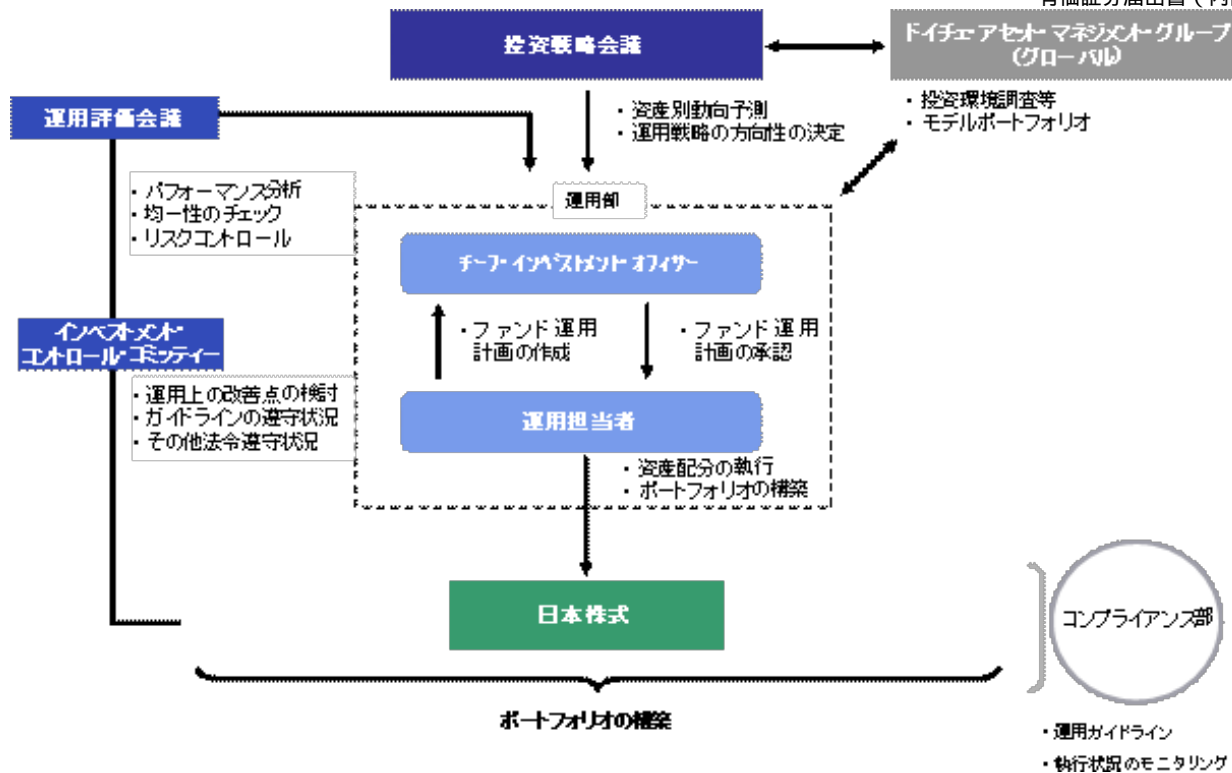 投資戦略会議
ドイチェ・アセット・マネジメント・グループ
(グローバル)
・投資環境調査等
・モデルポートフォリオ
運用評価会議
・資産別動向予測
・運用戦略の方向性の決定
・パフォーマンス分析
・均一性のチェック
・リスクコントロール
運用部
チーフ・インベストメント・オフィサー
・ファンド運用
計画の作成
・ファンド運用
計画の承認
インベストメント・
コントロール・コミッティー
・運用上の改善点の検討
・ガイドラインの遵守状況
・その他法令遵守状況
運用担当者
・資産配分の執行
・ポートフォリオの構築
日本株式
コンプライアンス部
ポートフォリオの構築
・運用ガイドライン
・執行状況のモニタリング